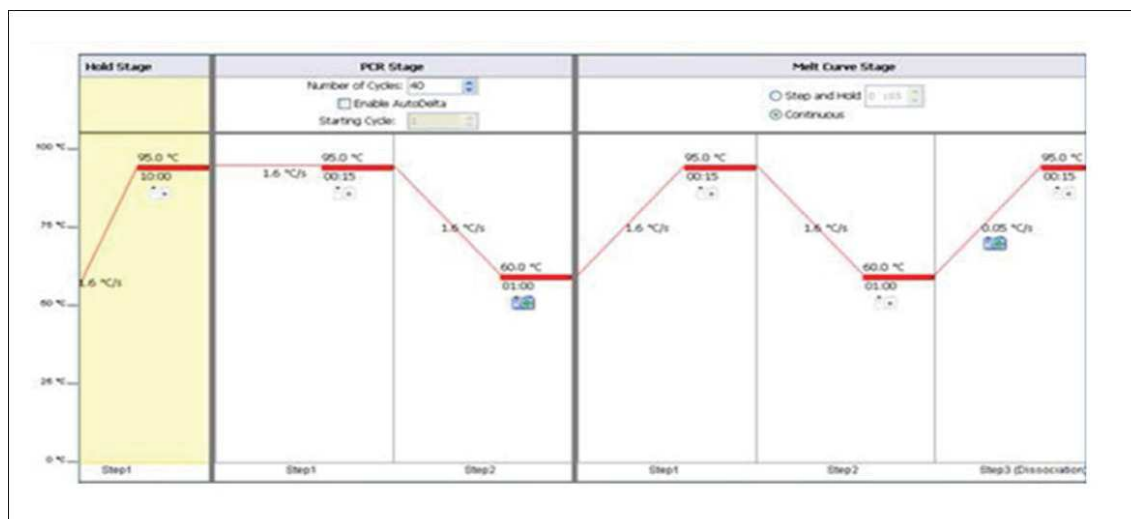 Hold Stage
PCR Stage
Melt Curve Stage
Number of Cycles: 40
Enable AutoDelta
Starting Cycle:
Step and Hold
Continuous
100 °C
95.0 °C
10:00
1.6 °C/s
95.0 °C
00:15
1.6 °C/s
60.0 °C
01:00
95.0 °C
00:15
1.6 °C/s
1.6 °C/s
60.0 °C
01:00
95.0 °C
00:15
0.05 °C/s
75 °C
1.6 °C/s
50 °C
25 °C
0 °C
Step1
Step1
Step2
Step1
Step2
Step3 (Dissociation